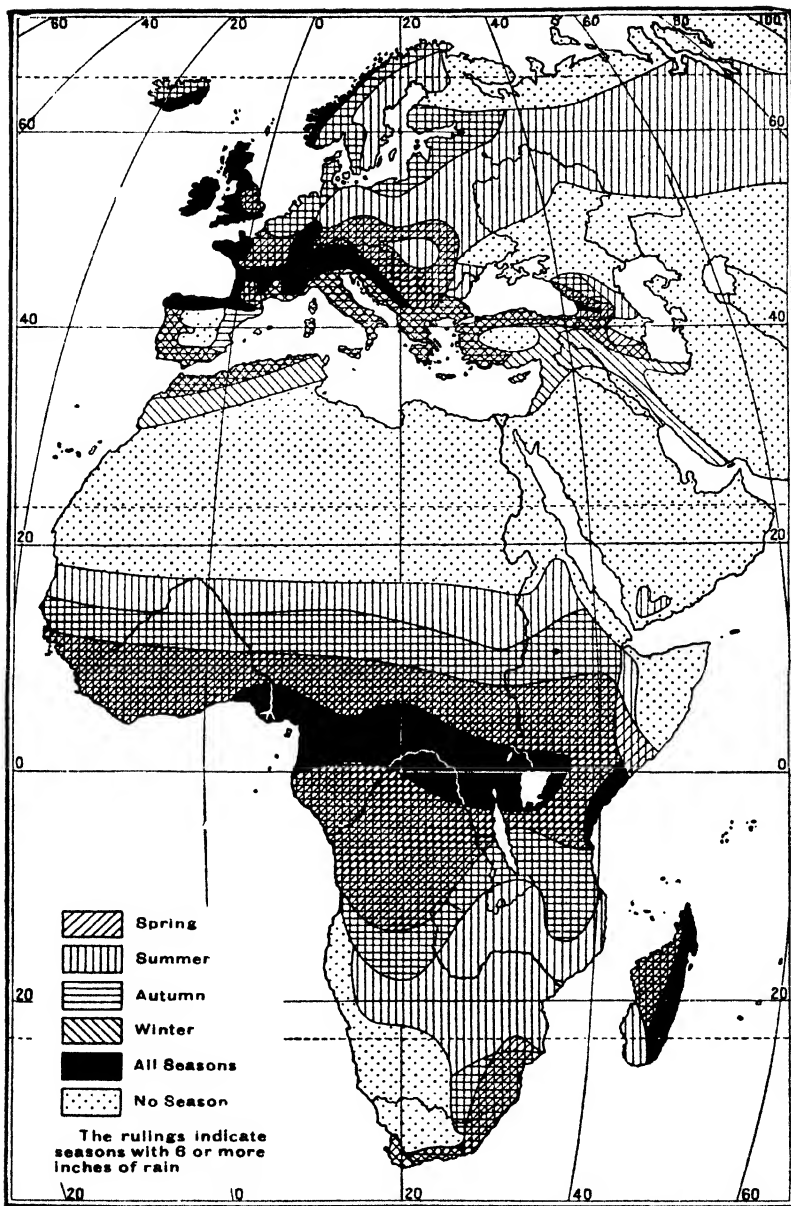 60 40 20 0 20 40 60 80 100
60 60
40 40
20 20
0 0
Spring
Summer
20 Autumn 20
Winter
All Seasons
No Season
The rulings indicate
seasons with 6 or more
inches of rain
20 0 20 40 60